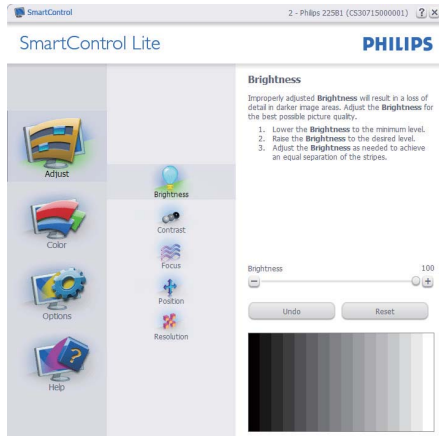 SmartControl
2 - Philips 225B1 (CS30715000001)
SmartControl Lite
PHILIPS
Adjust
Color
Options
Help
Brightness
Contrast
Focus
Position
Resolution
Brightness
Improperly adjusted Brightness will result in a loss of
detail in darker image areas. Adjust the Brightness for
the best possible picture quality.
1. Lower the Brightness to the minimum level.
2. Raise the Brightness to the desired level.
3. Adjust the Brightness as needed to achieve
an equal separation of the stripes.
Brightness 100
Undo
Reset